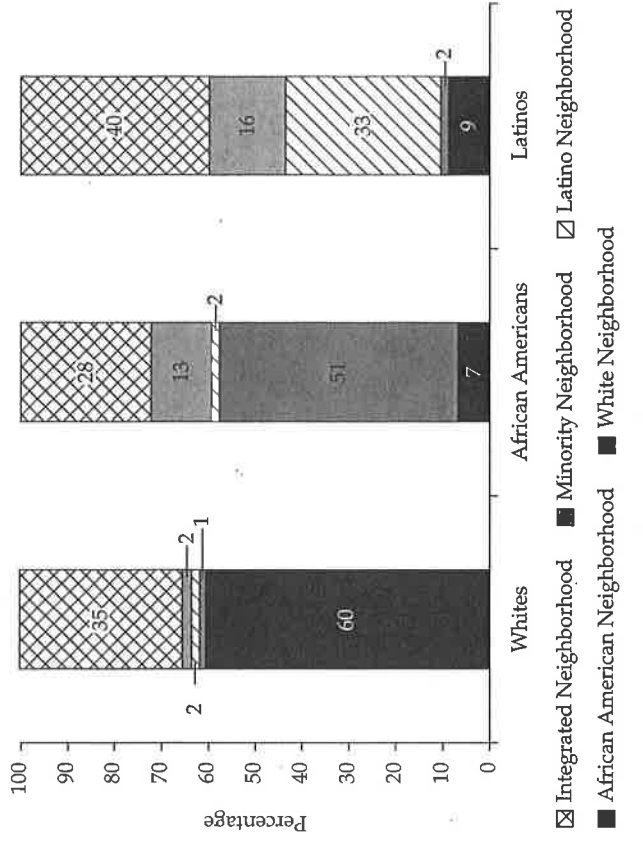 Percentage
100
90
80
70
60
50
40
30
20
10
0
35
2
2
1
60
28
13
2
51
7
40
16
33
2
9
Whites
African Americans
Latinos
Integrated Neighborhood
Minority Neighborhood
Latino Neighborhood
African American Neighborhood
White Neighborhood